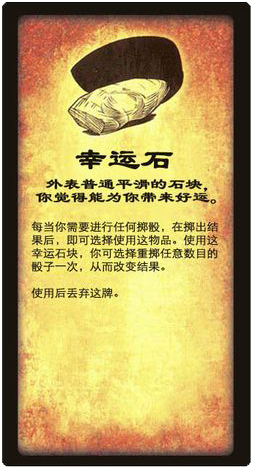 幸运石
外表普通平滑的石块，
你觉得能为你带来好运。
每当你需要进行任何掷骰，在掷出结
果后，即可选择使用这物品。使用这
幸运石块，你可选择重掷任意数目的
骰子一次，从而改变结果。
使用后丢弃这牌。